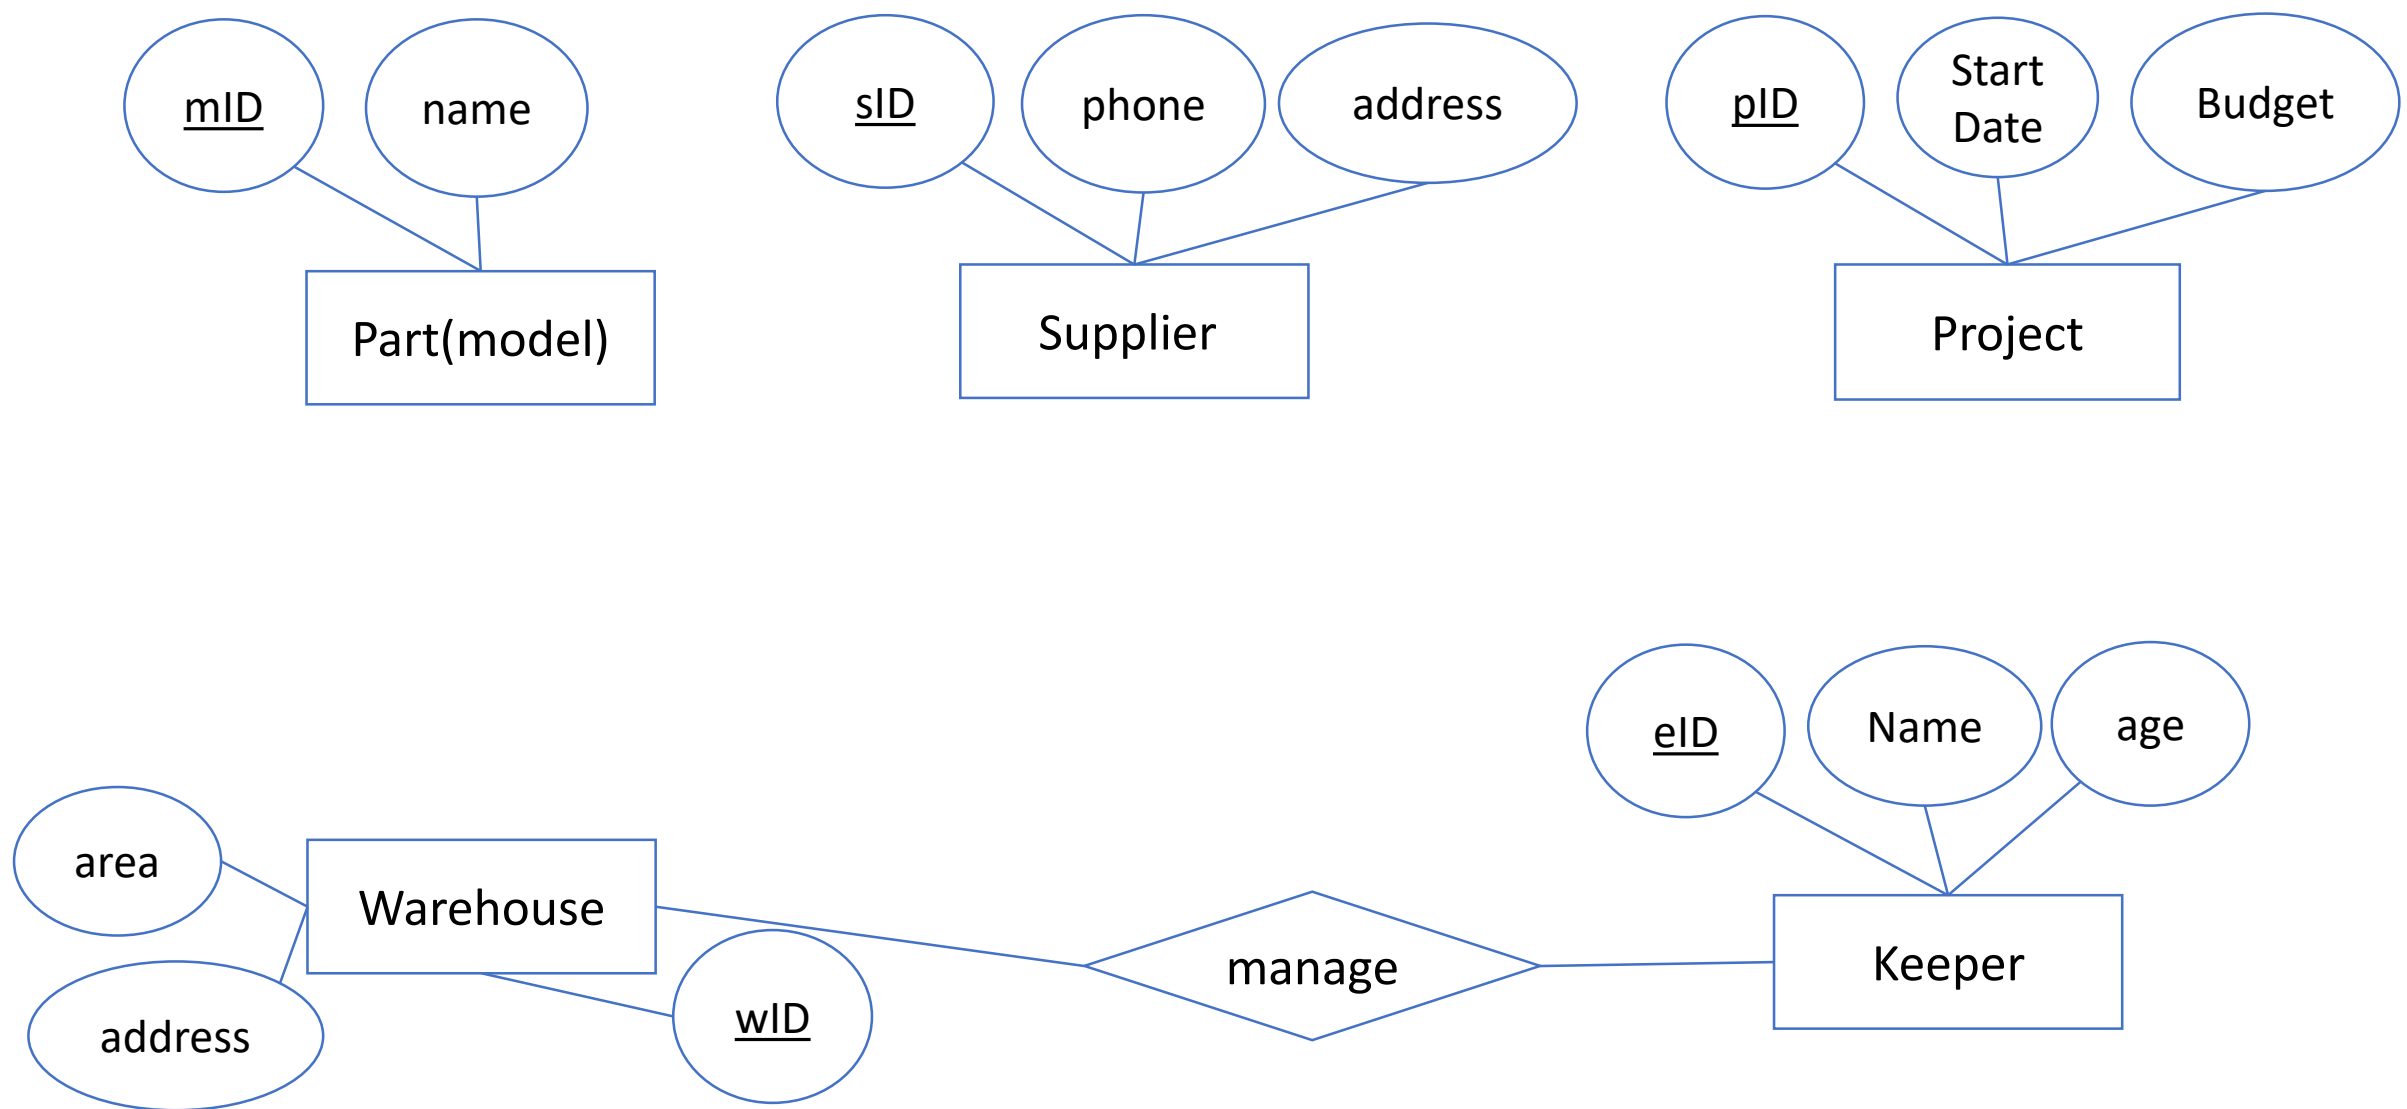 mID
name
sID
phone
address
pID
Start
Date
Budget
Part(model)
Supplier
Project
eID
Name
age
area
Warehouse
manage
Keeper
address
wID